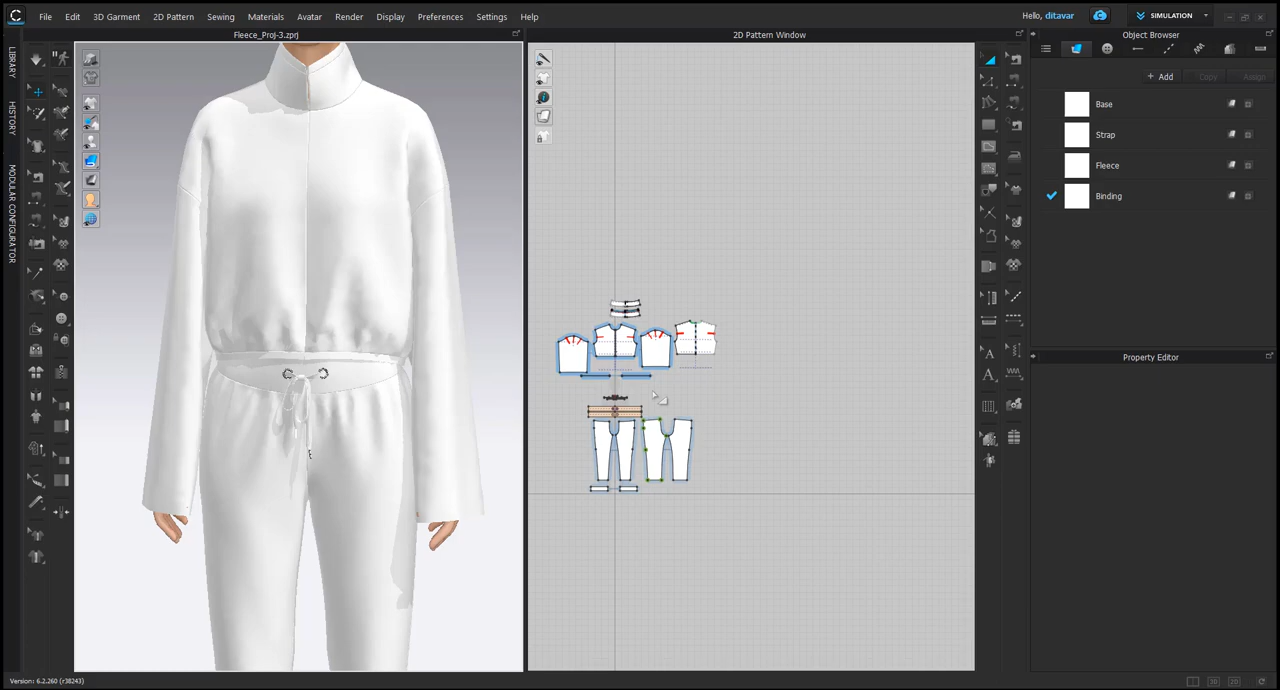 File Edit 3D Garment 2D Pattern Sewing Materials Avatar Render Display Preferences Settings Help
Hello, ditavar
SIMULATION
Fleece_Proj-3.zprj
2D Pattern Window
Object Browser
LIBRARY
HISTORY
MODULAR CONFIGURATOR
+ Add
Copy
Assign
Base
Strap
Fleece
Binding
Property Editor
Version: 6.2.260 (r38243)
3D
2D